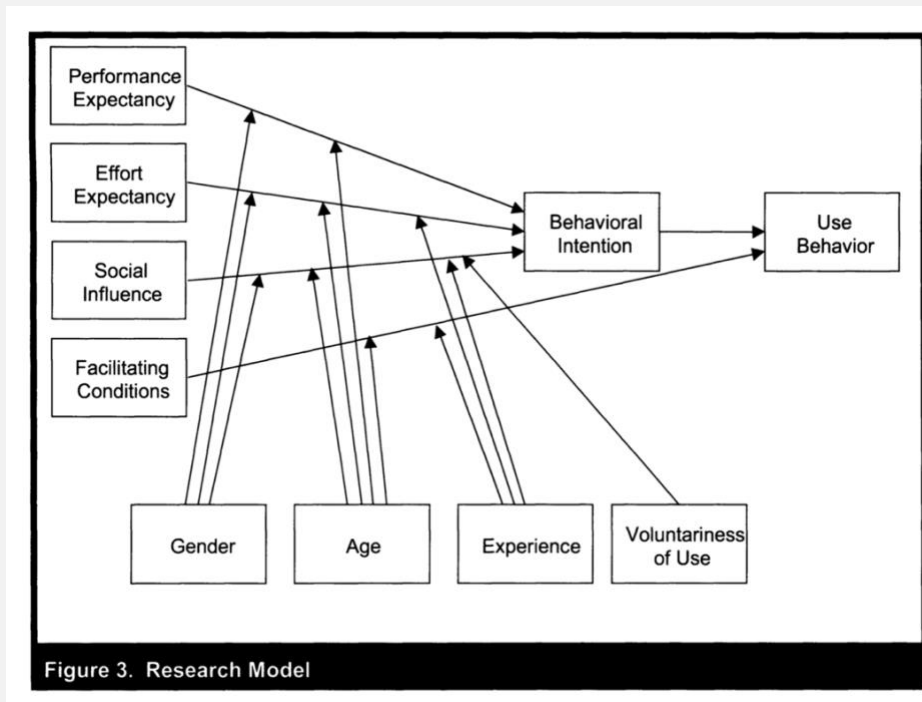 Performance
Expectancy
Effort
Expectancy
Social
Influence
Facilitating
Conditions
Behavioral
Intention
Use
Behavior
Gender
Age
Experience
Voluntariness
of Use
Figure 3. Research Model